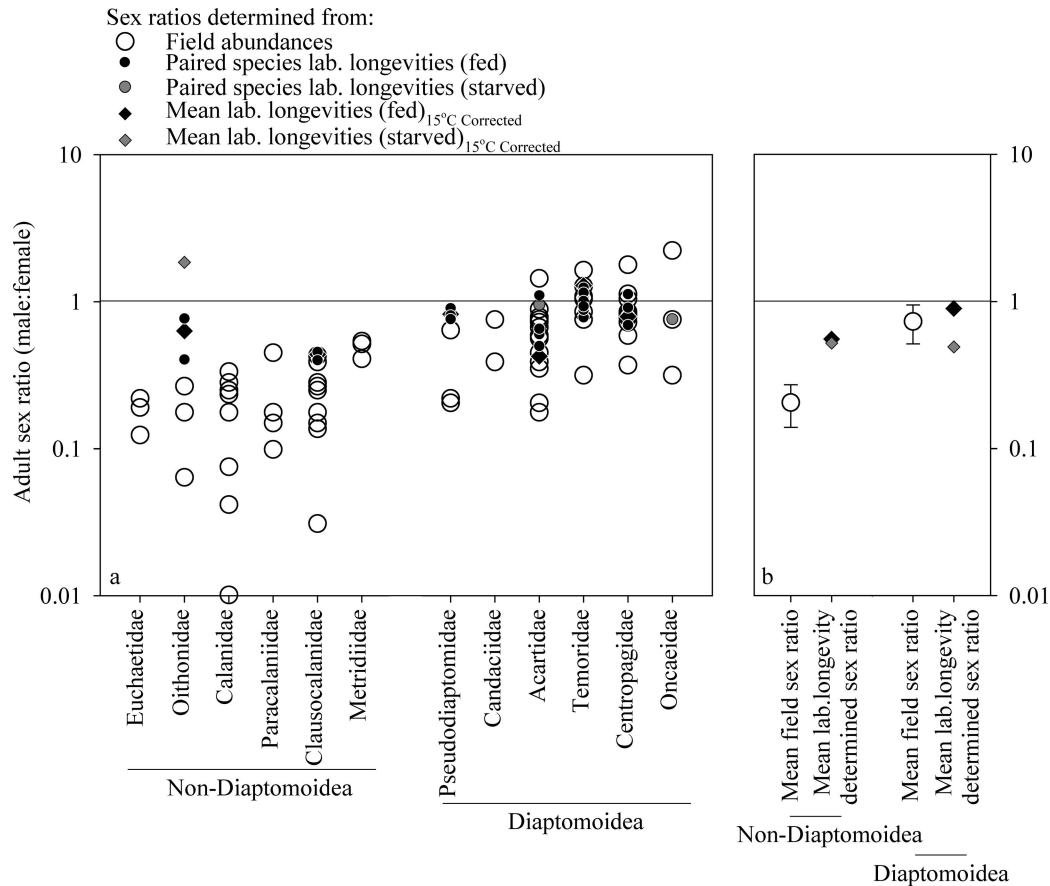 Sex ratios determined from:
Field abundances
Paired species lab. longevities (fed)
Paired species lab. longevities (starved)
Mean lab. longevities (fed)15°C Corrected
Mean lab. longevities (starved)15°C Corrected
Adult sex ratio (male:female)
10
1
0.1
0.01
a
Euchaetidae
Oithonidae
Calanidae
Paracalaniidae
Clausocalanidae
Metridiidae
Non-Diaptomoidea
Pseudodiaptomidae
Candaciidae
Acartidae
Temoridae
Centropagidae
Oncaeidae
Diaptomoidea
b
10
1
0.1
0.01
Mean field sex ratio
Mean lab.longevity
determined sex ratio
Mean field sex ratio
Mean lab.longevity
determined sex ratio
Non-Diaptomoidea
Diaptomoidea